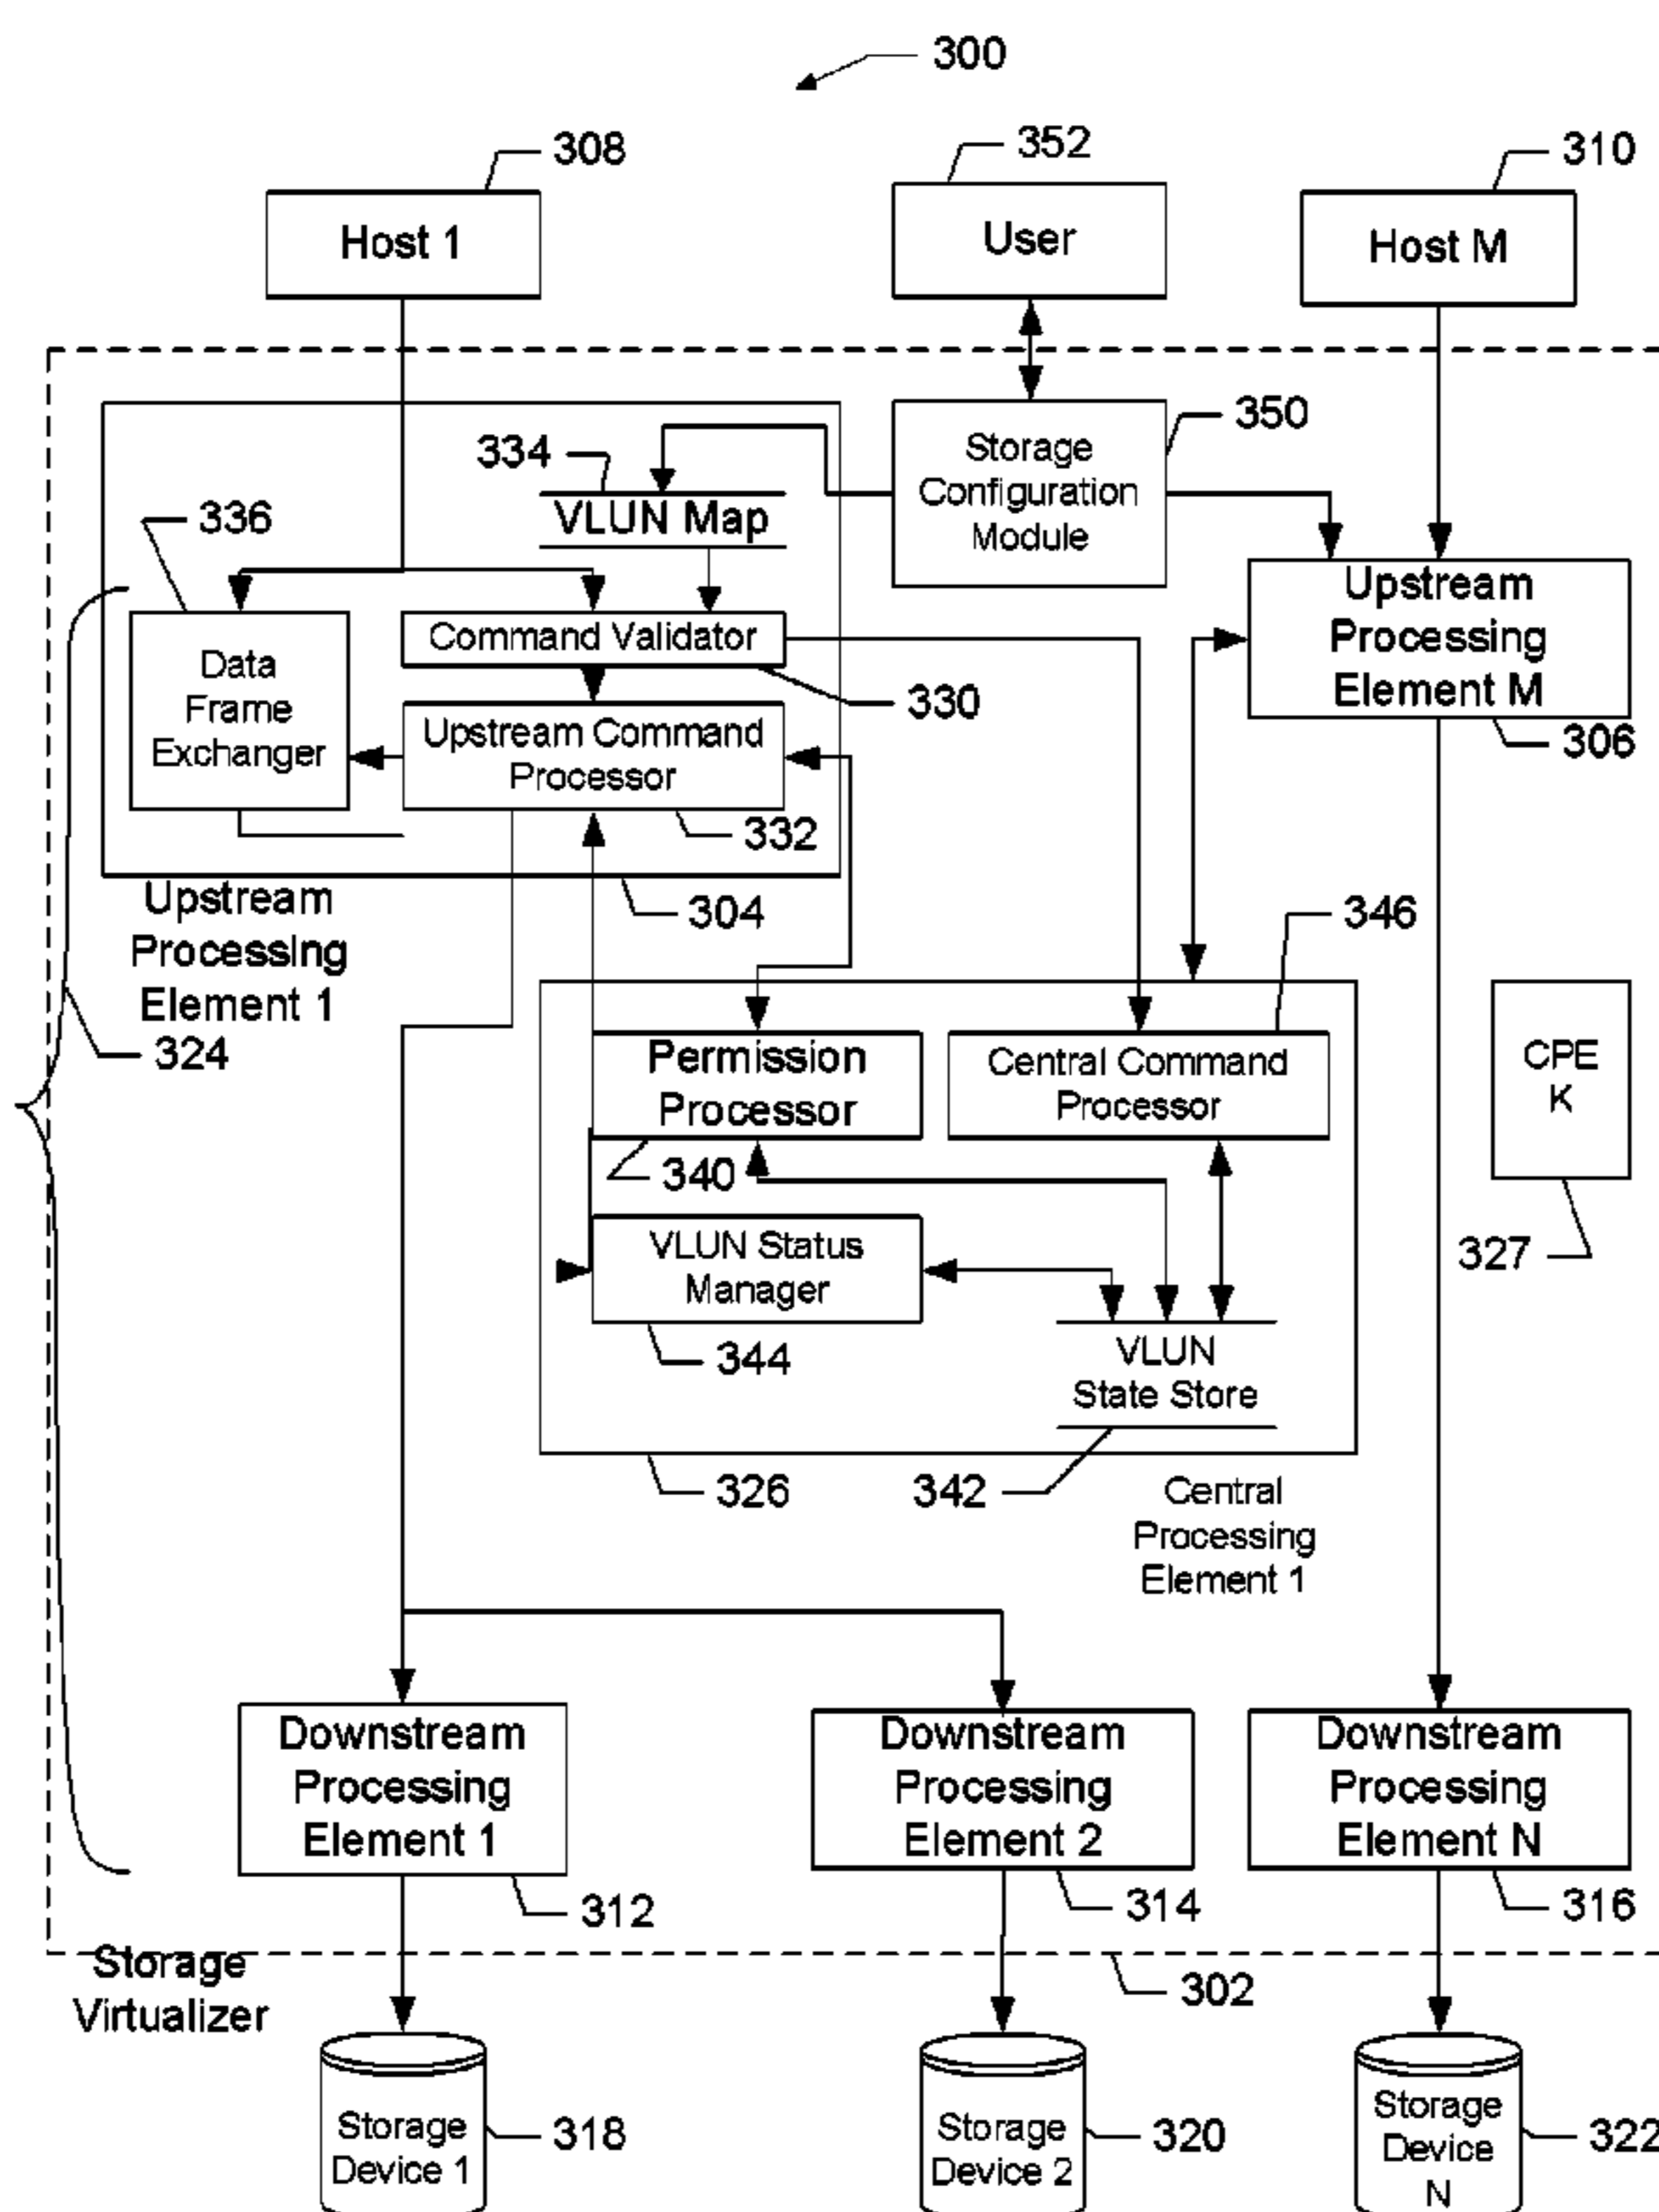 300
308
352
310
Host 1
User
Host M
334
350
Storage
Configuration
Module
336
VLUN Map
Upstream
Processing
Element M
306
Command Validator
330
Data
Frame
Exchanger
Upstream Command
Processor
332
Upstream
Processing
Element 1
304
324
346
Permission
Processor
340
Central Command
Processor
CPE
K
327
VLUN Status
Manager
344
VLUN
State Store
326
342
Central
Processing
Element 1
Downstream
Processing
Element 1
312
Downstream
Processing
Element 2
314
Downstream
Processing
Element N
316
Storage
Virtualizer
302
Storage
Device 1
318
Storage
Device 2
320
Storage
Device
N
322